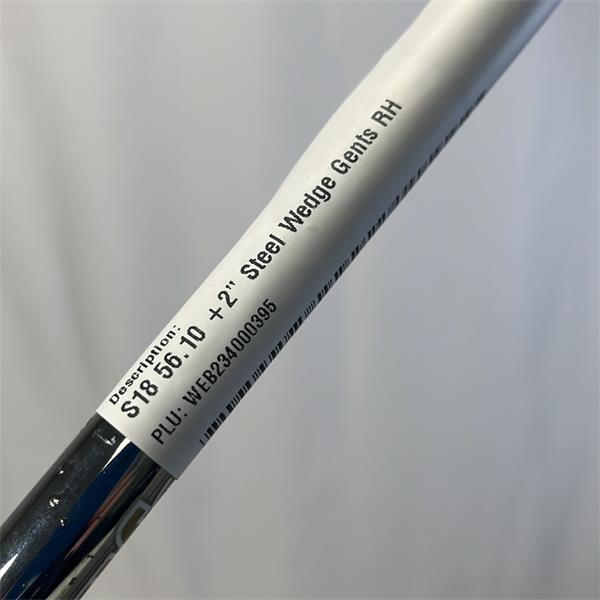 Description:
S18 56.10 +2" Steel Wedge Gents RH
PLU: WEB234000395